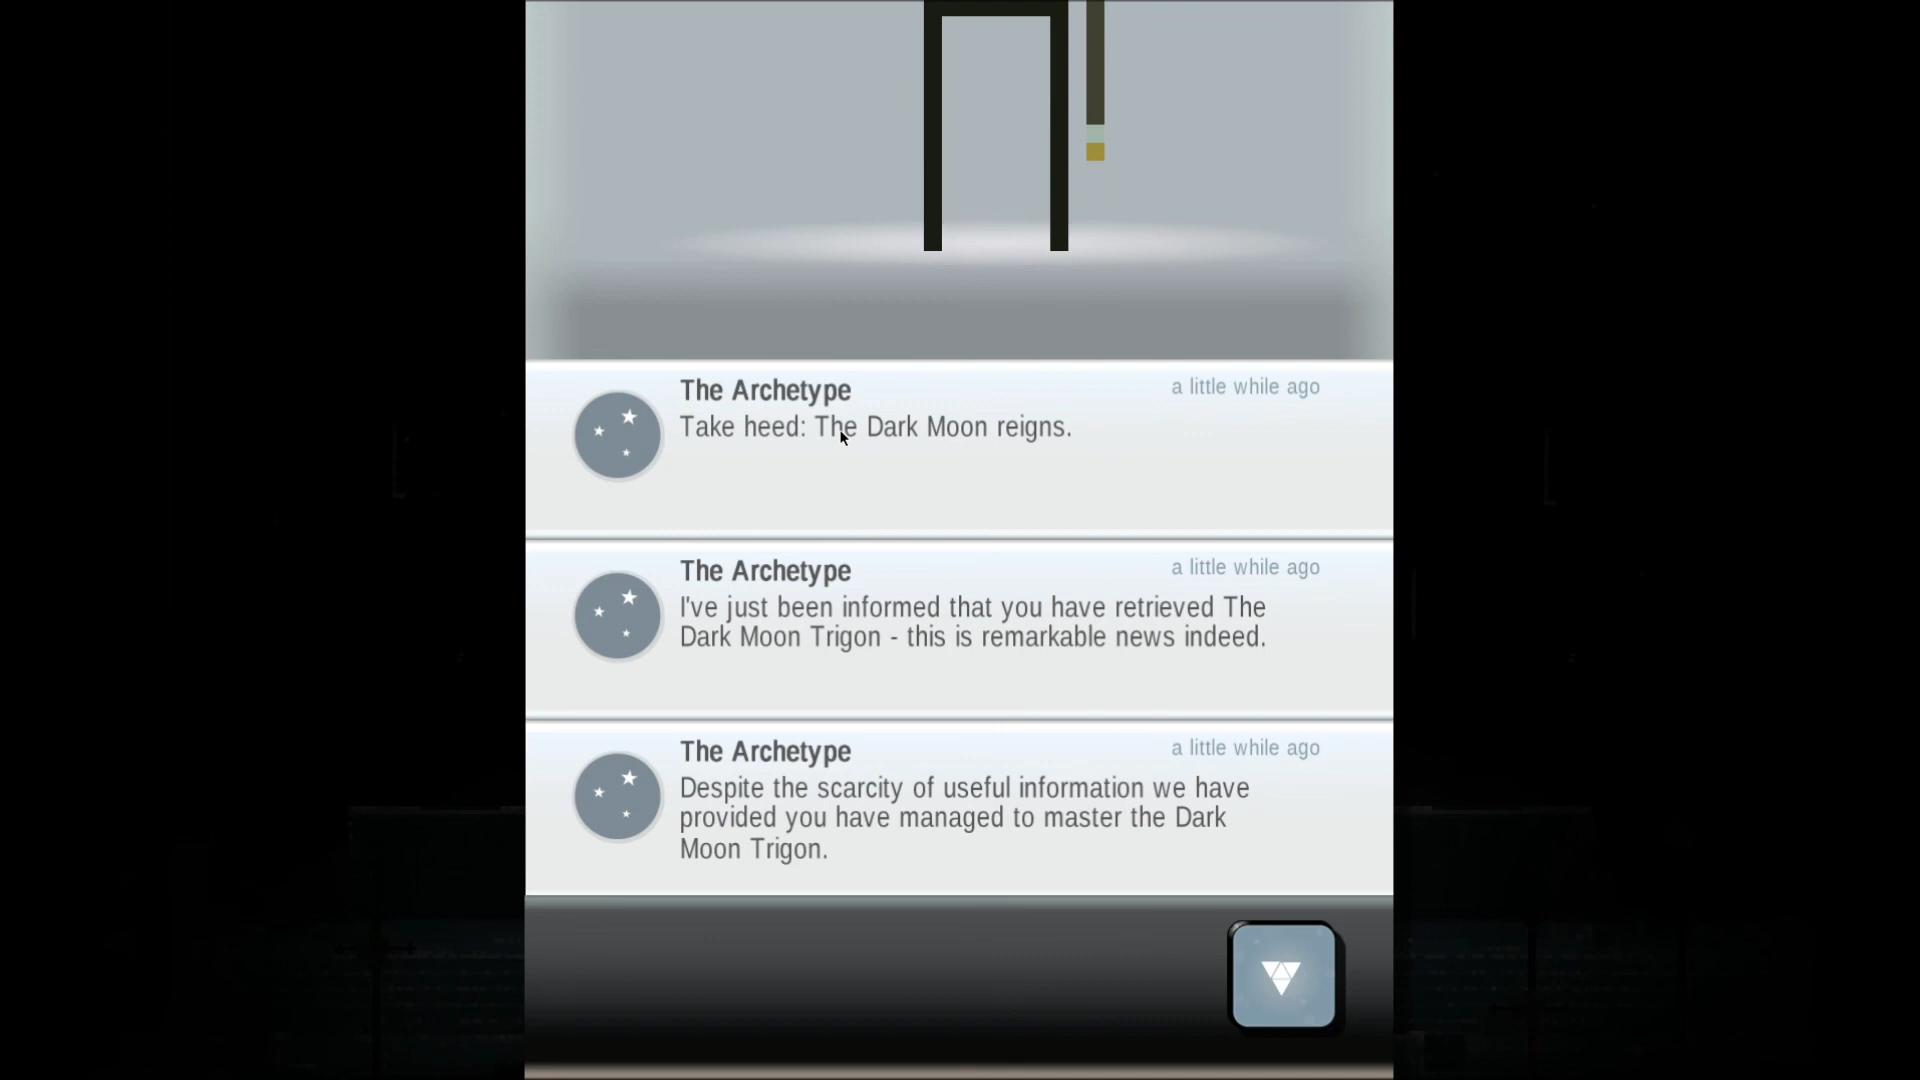 The Archetype
a little while ago
Take heed: The Dark Moon reigns.
The Archetype
a little while ago
I've just been informed that you have retrieved The
Dark Moon Trigon - this is remarkable news indeed.
The Archetype
a little while ago
Despite the scarcity of useful information we have
provided you have managed to master the Dark
Moon Trigon.